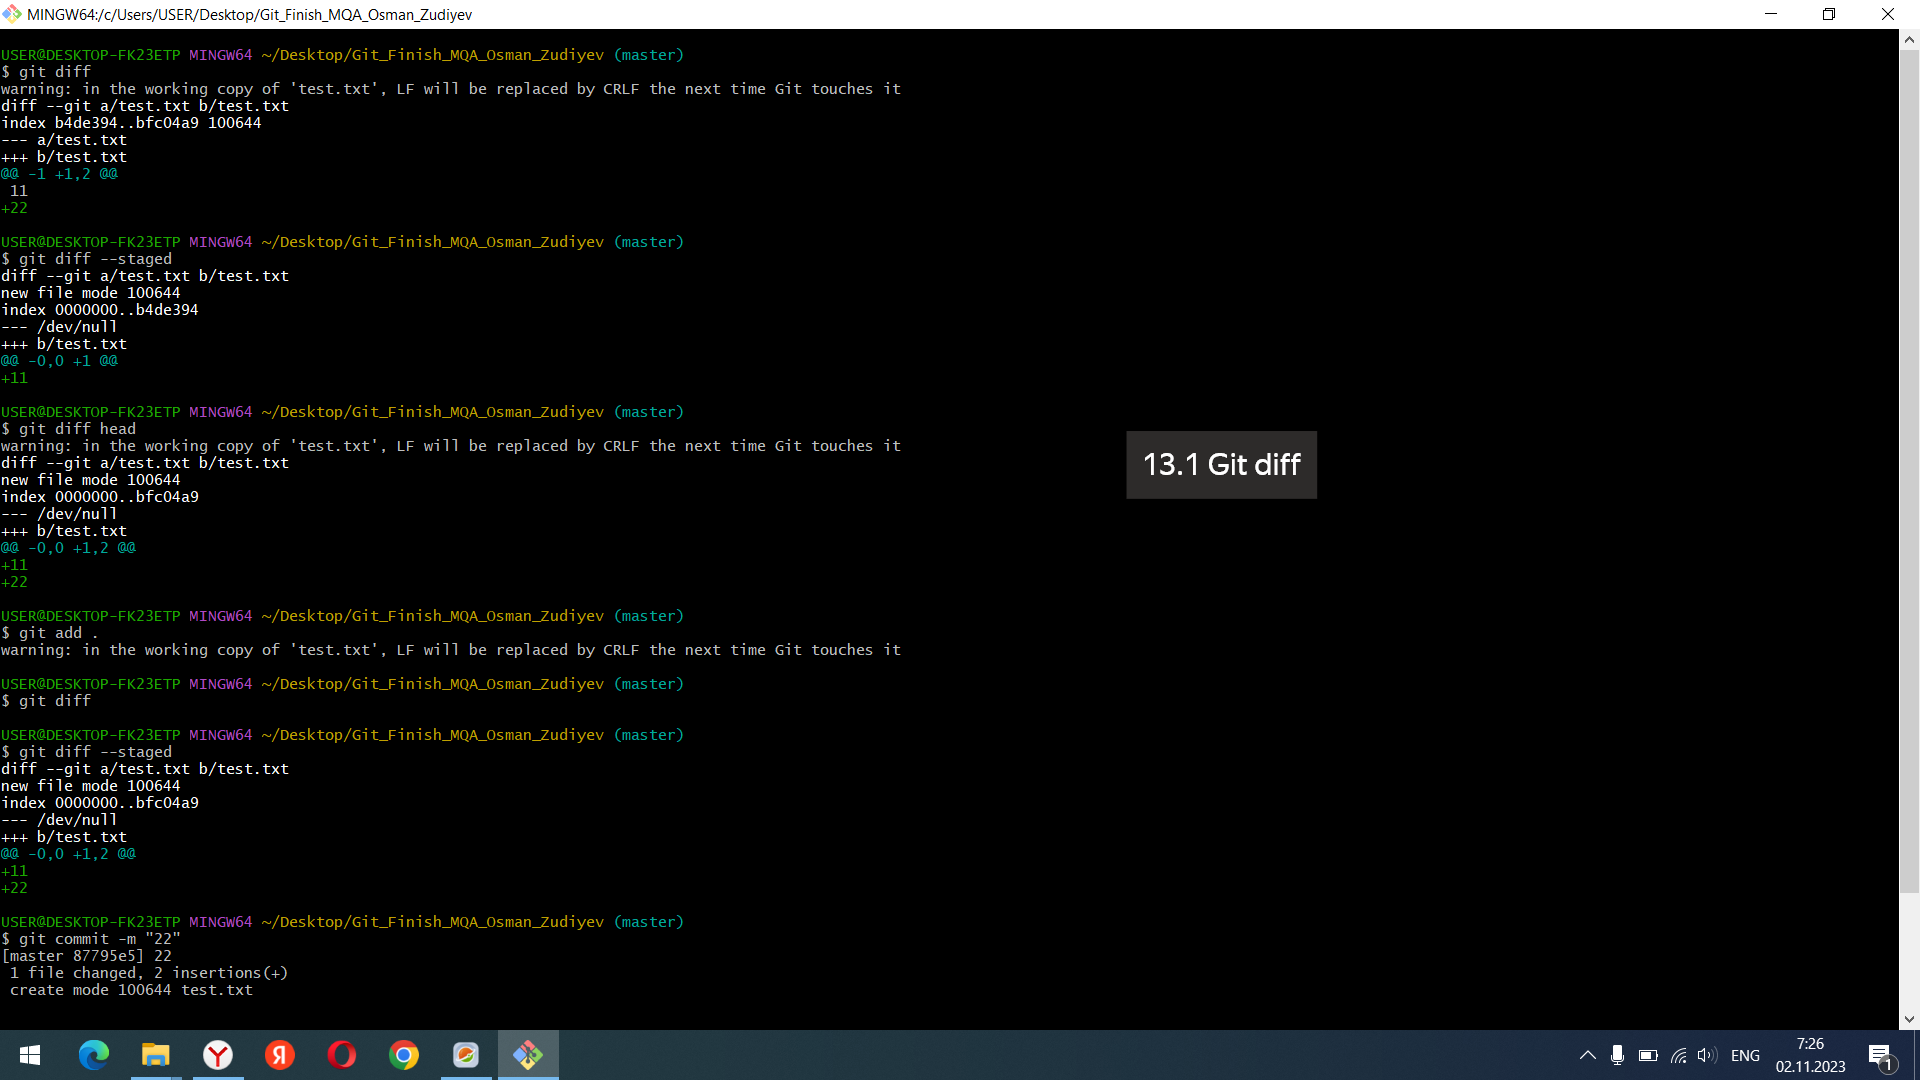 MINGW64:/c/Users/USER/Desktop/Git_Finish_MQA_Osman_Zudiyev
USER@DESKTOP-FK23ETP MINGW64 ~/Desktop/Git_Finish_MQA_Osman_Zudiyev (master)
$ git diff
warning: in the working copy of 'test.txt', LF will be replaced by CRLF the next time Git touches it
diff --git a/test.txt b/test.txt
index b4de394..bfc04a9 100644
--- a/test.txt
+++ b/test.txt
@@ -1 +1,2 @@
 11
+22
USER@DESKTOP-FK23ETP MINGW64 ~/Desktop/Git_Finish_MQA_Osman_Zudiyev (master)
$ git diff --staged
diff --git a/test.txt b/test.txt
new file mode 100644
index 0000000..b4de394
--- /dev/null
+++ b/test.txt
@@ -0,0 +1 @@
+11
USER@DESKTOP-FK23ETP MINGW64 ~/Desktop/Git_Finish_MQA_Osman_Zudiyev (master)
$ git diff head
warning: in the working copy of 'test.txt', LF will be replaced by CRLF the next time Git touches it
diff --git a/test.txt b/test.txt
new file mode 100644
index 0000000..bfc04a9
--- /dev/null
+++ b/test.txt
@@ -0,0 +1,2 @@
+11
+22
USER@DESKTOP-FK23ETP MINGW64 ~/Desktop/Git_Finish_MQA_Osman_Zudiyev (master)
$ git add .
warning: in the working copy of 'test.txt', LF will be replaced by CRLF the next time Git touches it
USER@DESKTOP-FK23ETP MINGW64 ~/Desktop/Git_Finish_MQA_Osman_Zudiyev (master)
$ git diff
USER@DESKTOP-FK23ETP MINGW64 ~/Desktop/Git_Finish_MQA_Osman_Zudiyev (master)
$ git diff --staged
diff --git a/test.txt b/test.txt
new file mode 100644
index 0000000..bfc04a9
--- /dev/null
+++ b/test.txt
@@ -0,0 +1,2 @@
+11
+22
USER@DESKTOP-FK23ETP MINGW64 ~/Desktop/Git_Finish_MQA_Osman_Zudiyev (master)
$ git commit -m "22"
[master 87795e5] 22
 1 file changed, 2 insertions(+)
 create mode 100644 test.txt
13.1 Git diff
ENG
7:26
02.11.2023
1